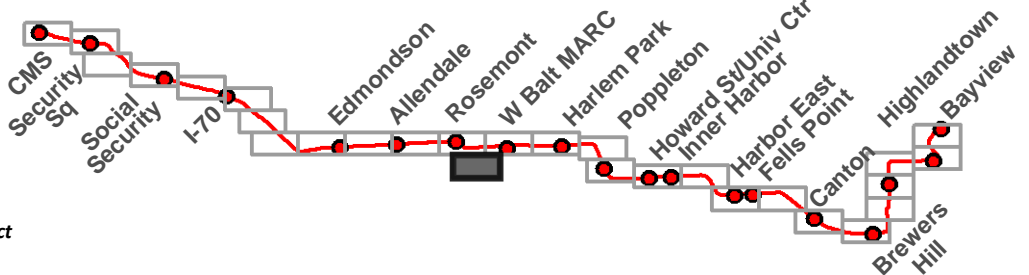 CMS
Security
Sq
Social
Security
I-70
Edmondson
Allendale
Rosemont
W Balt MARC
Harlem Park
Poppleton
Howard St/Univ Ctr
Inner Harbor
Harbor East
Fells Point
Canton
Brewers
Hill
Highlandtown
Bayview
ct